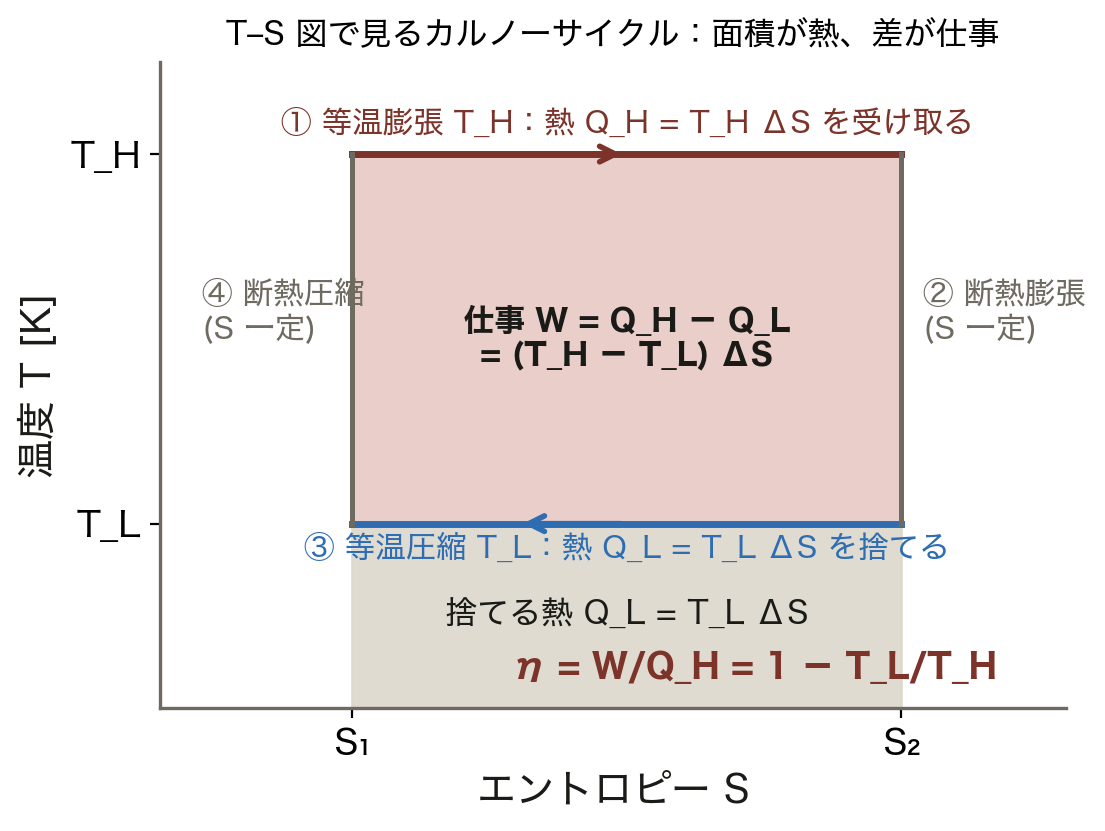 T–S 図で見るカルノーサイクル：面積が熱、差が仕事
① 等温膨張 T_H：熱 Q_H = T_H ΔS を受け取る
T_H
④ 断熱圧縮
(S 一定)
仕事 W = Q_H − Q_L
= (T_H − T_L) ΔS
② 断熱膨張
(S 一定)
温度 T [K]
T_L
③ 等温圧縮 T_L：熱 Q_L = T_L ΔS を捨てる
捨てる熱 Q_L = T_L ΔS
η = W/Q_H = 1 − T_L/T_H
S₁
S₂
エントロピー S